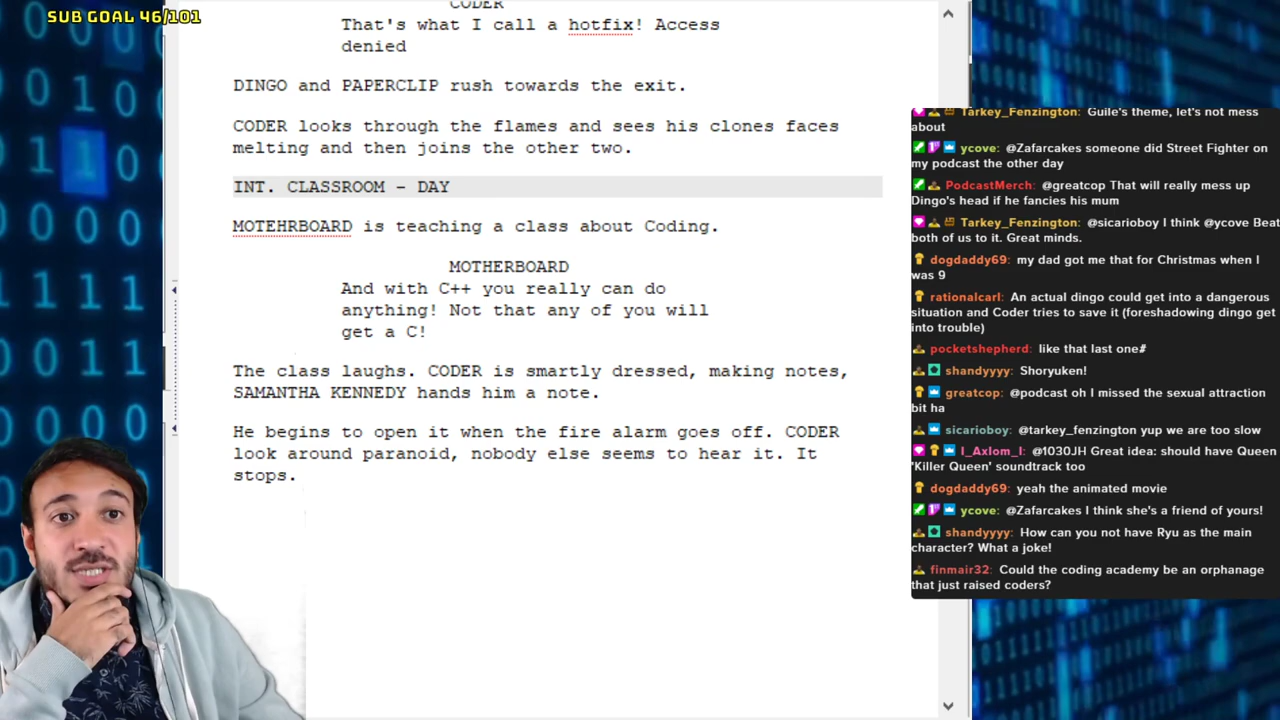 SUB GOAL 46/101
CODER
That's what I call a hotfix! Access
denied
DINGO and PAPERCLIP rush towards the exit.
CODER looks through the flames and sees his clones faces
melting and then joins the other two.
INT. CLASSROOM - DAY
MOTEHRBOARD is teaching a class about Coding.
MOTHERBOARD
And with C++ you really can do
anything! Not that any of you will
get a C!
The class laughs. CODER is smartly dressed, making notes,
SAMANTHA KENNEDY hands him a note.
He begins to open it when the fire alarm goes off. CODER
look around paranoid, nobody else seems to hear it. It
stops.
Tarkey_Fenzington: Guile's theme, let's not mess
about
ycove: @Zafarcakes someone did Street Fighter on
my podcast the other day
PodcastMerch: @greatcop That will really mess up
Dingo's head if he fancies his mum
Tarkey_Fenzington: @sicarioboy I think @ycove Beat
both of us to it. Great minds.
dogdaddy69: my dad got me that for Christmas when I
was 9
rationalcarl: An actual dingo could get into a dangerous
situation and Coder tries to save it (foreshadowing dingo get
into trouble)
pocketshepherd: like that last one#
shandyyyy: Shoryuken!
greatcop: @podcast oh I missed the sexual attraction
bit ha
sicarioboy: @tarkey_fenzington yup we are too slow
I_AxIom_I: @1030JH Great idea: should have Queen
'Killer Queen' soundtrack too
dogdaddy69: yeah the animated movie
ycove: @Zafarcakes I think she's a friend of yours!
shandyyyy: How can you not have Ryu as the main
character? What a joke!
finmair32: Could the coding academy be an orphanage
that just raised coders?